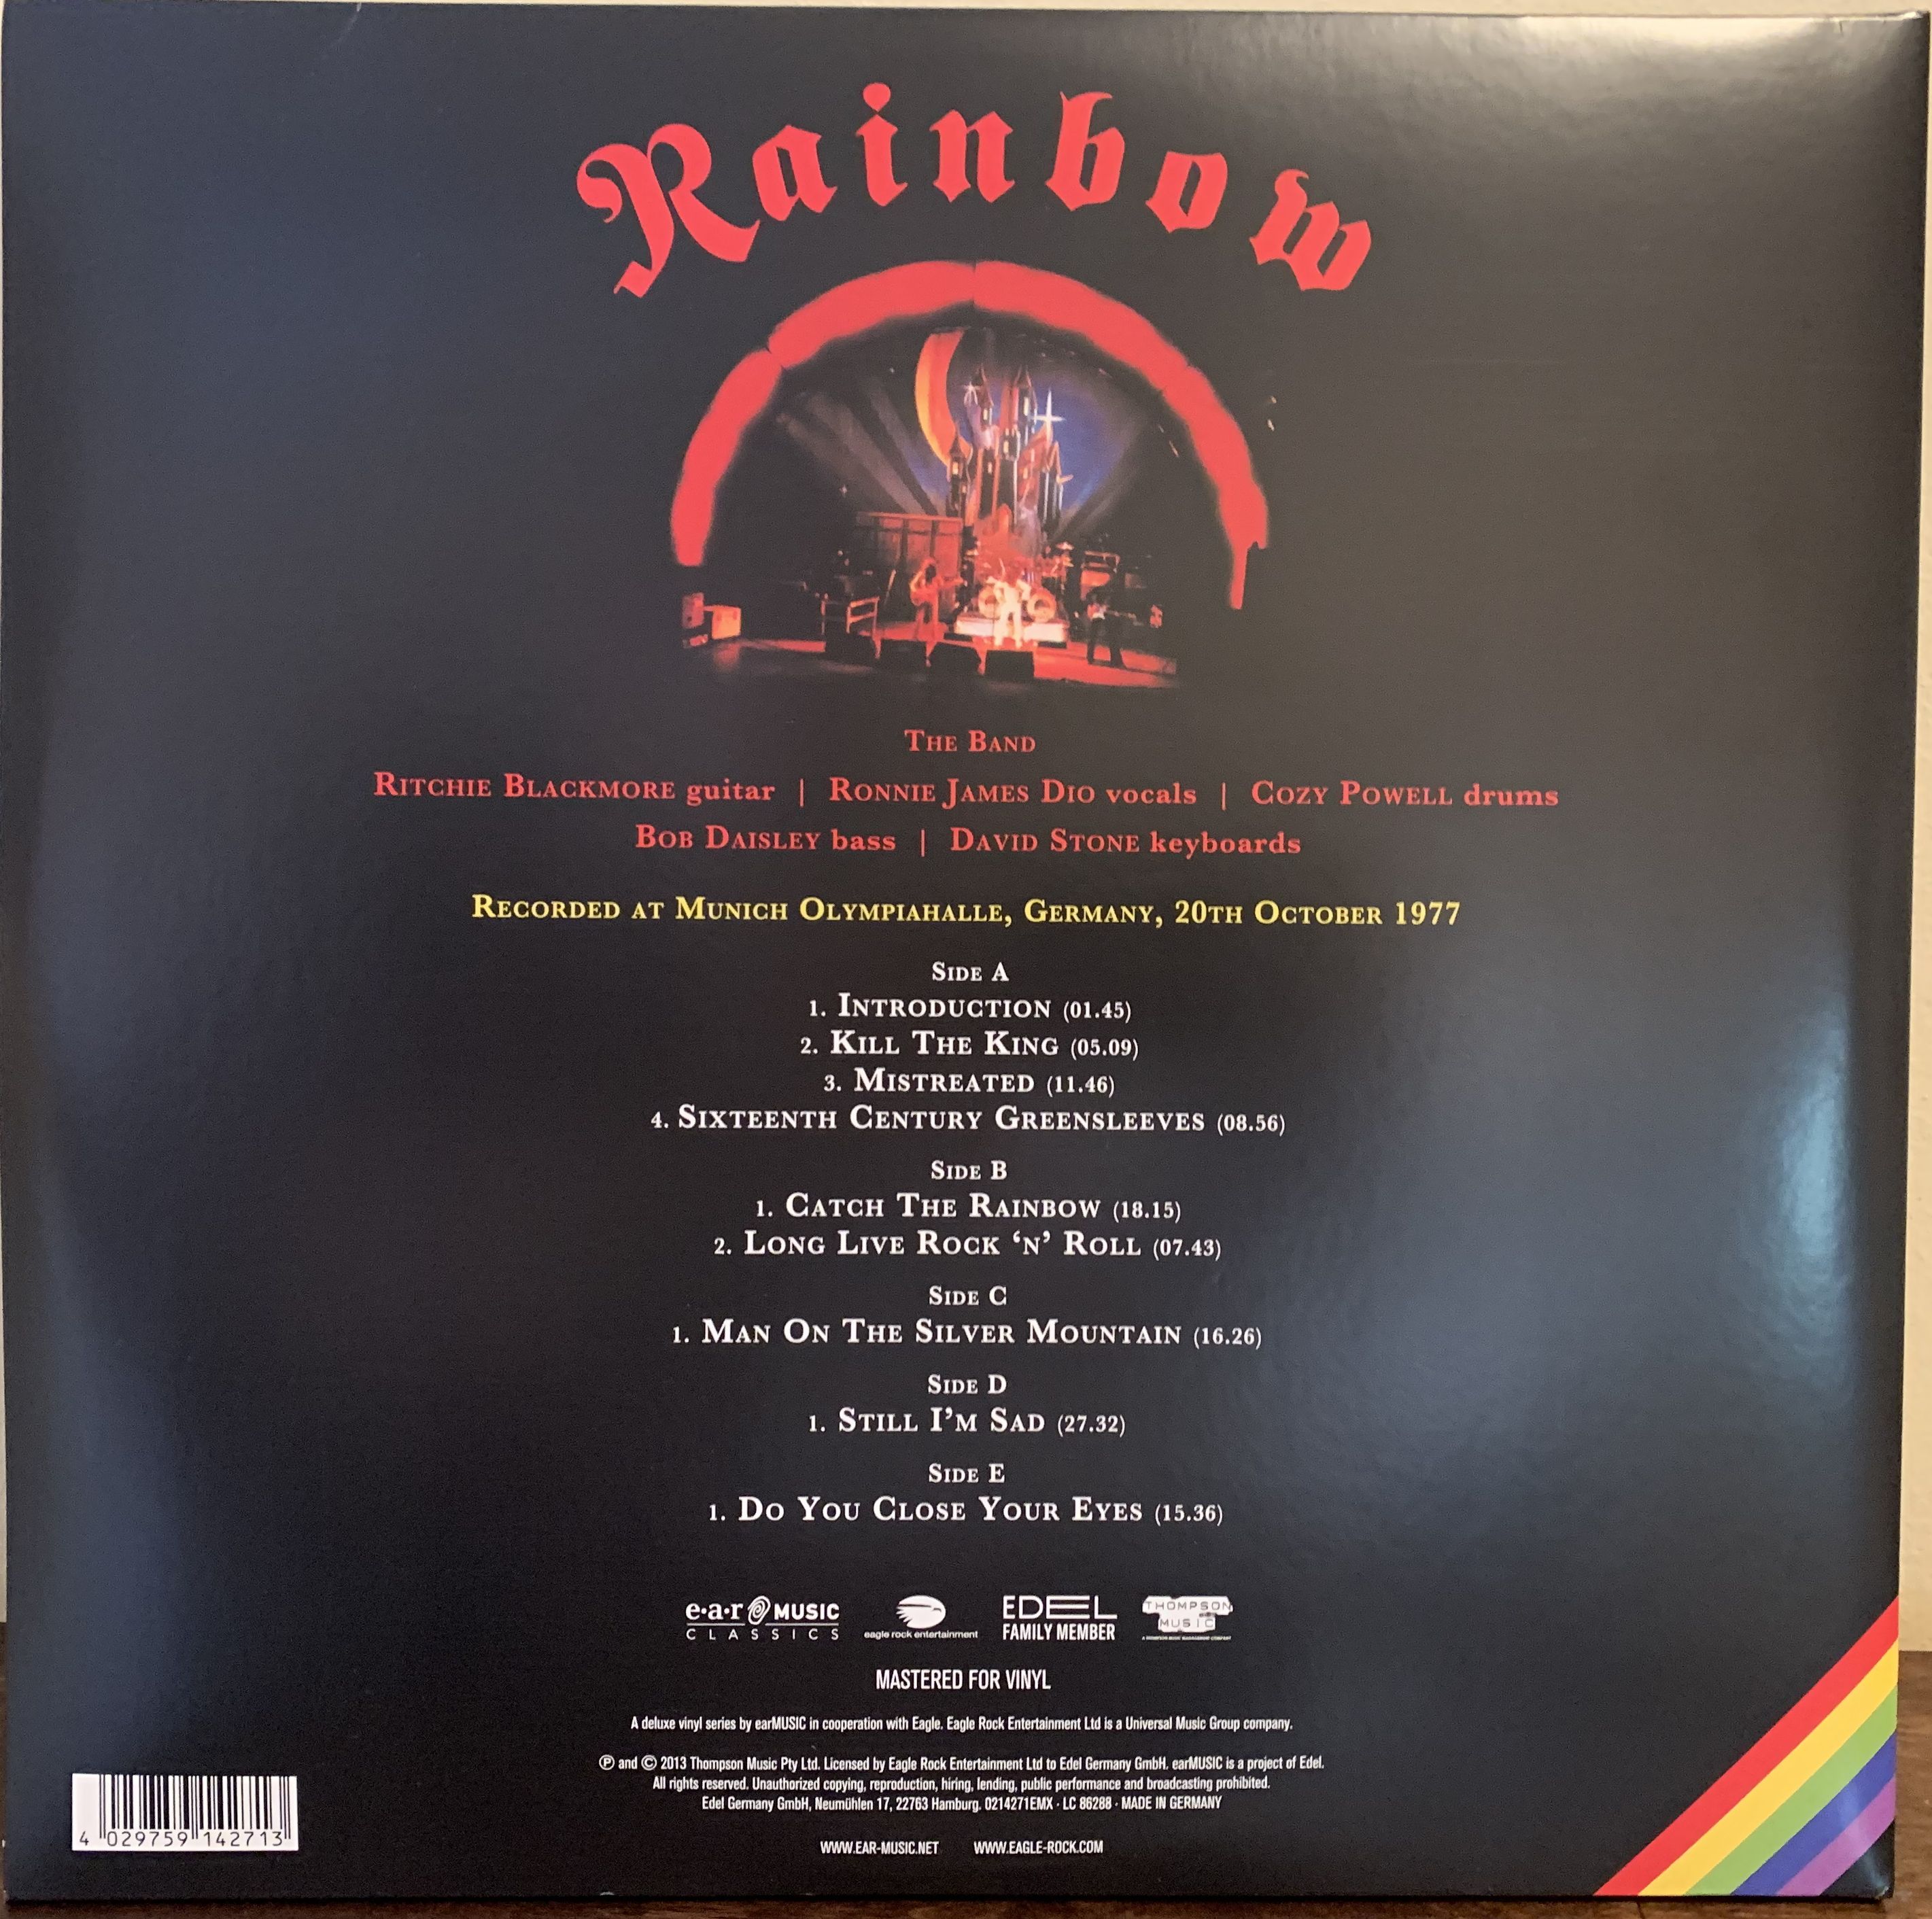 Rainbow
The Band
Ritchie Blackmore guitar | Ronnie James Dio vocals | Cozy Powell drums
Bob Daisley bass | David Stone keyboards
Recorded at Munich Olympiahalle, Germany, 20th October 1977
Side A
1. Introduction (01.45)
2. Kill The King (05.09)
3. Mistreated (11.46)
4. Sixteenth Century Greensleeves (08.56)
Side B
1. Catch The Rainbow (18.15)
2. Long Live Rock ‘n’ Roll (07.43)
Side C
1. Man On The Silver Mountain (16.26)
Side D
1. Still I’m Sad (27.32)
Side E
1. Do You Close Your Eyes (15.36)
e·a·r MUSIC
CLASSICS
eagle rock entertainment
EDEL
FAMILY MEMBER
THOMPSON
MUSIC
MASTERED FOR VINYL
A deluxe vinyl series by earMUSIC in cooperation with Eagle. Eagle Rock Entertainment Ltd is a Universal Music Group company.
℗ and © 2013 Thompson Music Pty Ltd. Licensed by Eagle Rock Entertainment Ltd to Edel Germany GmbH. earMUSIC is a project of Edel.
All rights reserved. Unauthorized copying, reproduction, hiring, lending, public performance and broadcasting prohibited.
Edel Germany GmbH, Neumühlen 17, 22763 Hamburg. 0214271EMX · LC 86288 · MADE IN GERMANY
4 029759 142713
WWW.EAR-MUSIC.NET WWW.EAGLE-ROCK.COM